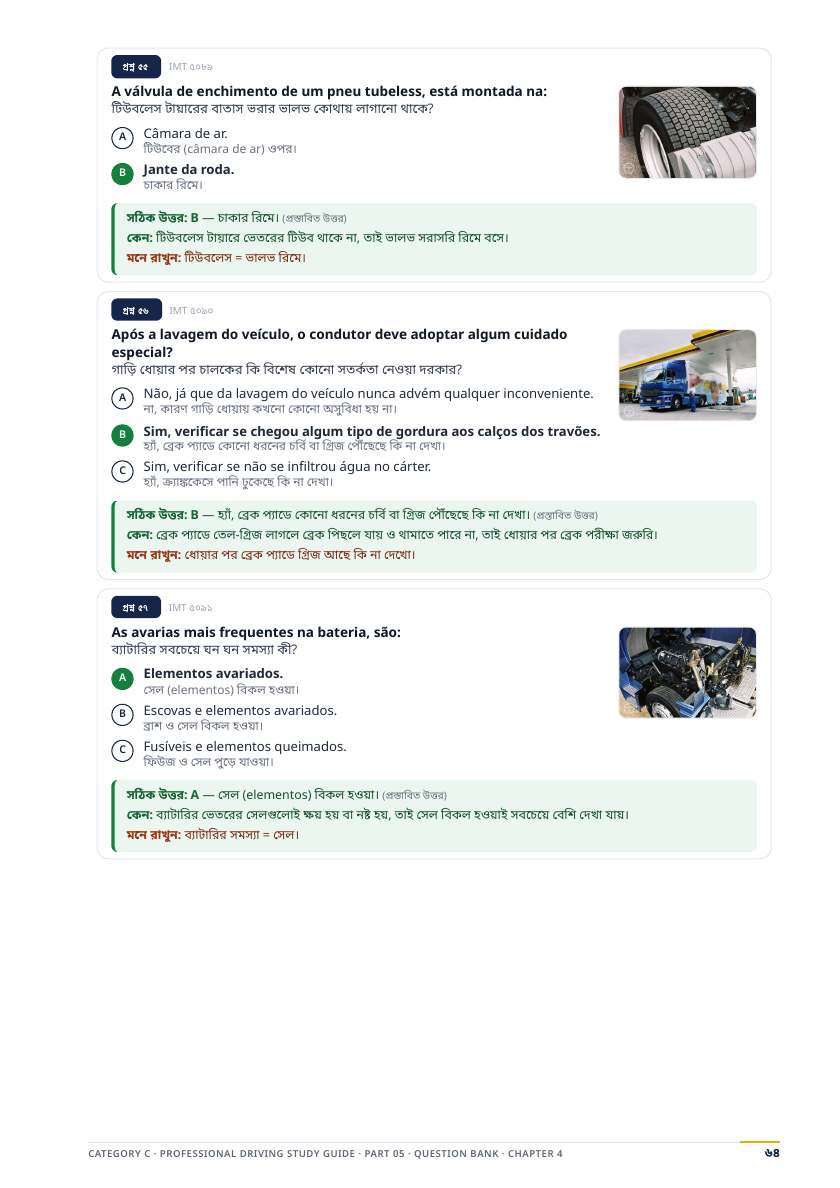 প্রশ্ন ৫৫ IMT ৫০৮৯
A válvula de enchimento de um pneu tubeless, está montada na:
টিউবলেস টায়ারের বাতাস ভরার ভালভ কোথায় লাগানো থাকে?
A Câmara de ar.
টিউবের (câmara de ar) ওপর।
B Jante da roda.
চাকার রিমে।
সঠিক উত্তর: B — চাকার রিমে। (প্রস্তাবিত উত্তর)
কেন: টিউবলেস টায়ারে ভেতরের টিউব থাকে না, তাই ভালভ সরাসরি রিমে বসে।
মনে রাখুন: টিউবলেস = ভালভ রিমে।
প্রশ্ন ৫৬ IMT ৫০৯০
Após a lavagem do veículo, o condutor deve adoptar algum cuidado
especial?
গাড়ি ধোয়ার পর চালকের কি বিশেষ কোনো সতর্কতা নেওয়া দরকার?
A Não, já que da lavagem do veículo nunca advém qualquer inconveniente.
না, কারণ গাড়ি ধোয়ায় কখনো কোনো অসুবিধা হয় না।
B Sim, verificar se chegou algum tipo de gordura aos calços dos travões.
হ্যাঁ, ব্রেক প্যাডে কোনো ধরনের চর্বি বা গ্রিজ পৌঁছেছে কি না দেখা।
C Sim, verificar se não se infiltrou água no cárter.
হ্যাঁ, ক্র্যাঙ্ককেসে পানি ঢুকেছে কি না দেখা।
সঠিক উত্তর: B — হ্যাঁ, ব্রেক প্যাডে কোনো ধরনের চর্বি বা গ্রিজ পৌঁছেছে কি না দেখা। (প্রস্তাবিত উত্তর)
কেন: ব্রেক প্যাডে তেল-গ্রিজ লাগলে ব্রেক পিছলে যায় ও থামাতে পারে না, তাই ধোয়ার পর ব্রেক পরীক্ষা জরুরি।
মনে রাখুন: ধোয়ার পর ব্রেক প্যাডে গ্রিজ আছে কি না দেখো।
প্রশ্ন ৫৭ IMT ৫০৯১
As avarias mais frequentes na bateria, são:
ব্যাটারির সবচেয়ে ঘন ঘন সমস্যা কী?
A Elementos avariados.
সেল (elementos) বিকল হওয়া।
B Escovas e elementos avariados.
ব্রাশ ও সেল বিকল হওয়া।
C Fusíveis e elementos queimados.
ফিউজ ও সেল পুড়ে যাওয়া।
সঠিক উত্তর: A — সেল (elementos) বিকল হওয়া। (প্রস্তাবিত উত্তর)
কেন: ব্যাটারির ভেতরের সেলগুলোই ক্ষয় হয় বা নষ্ট হয়, তাই সেল বিকল হওয়াই সবচেয়ে বেশি দেখা যায়।
মনে রাখুন: ব্যাটারির সমস্যা = সেল।
CATEGORY C · PROFESSIONAL DRIVING STUDY GUIDE · PART 05 · QUESTION BANK · CHAPTER 4 ৬৪